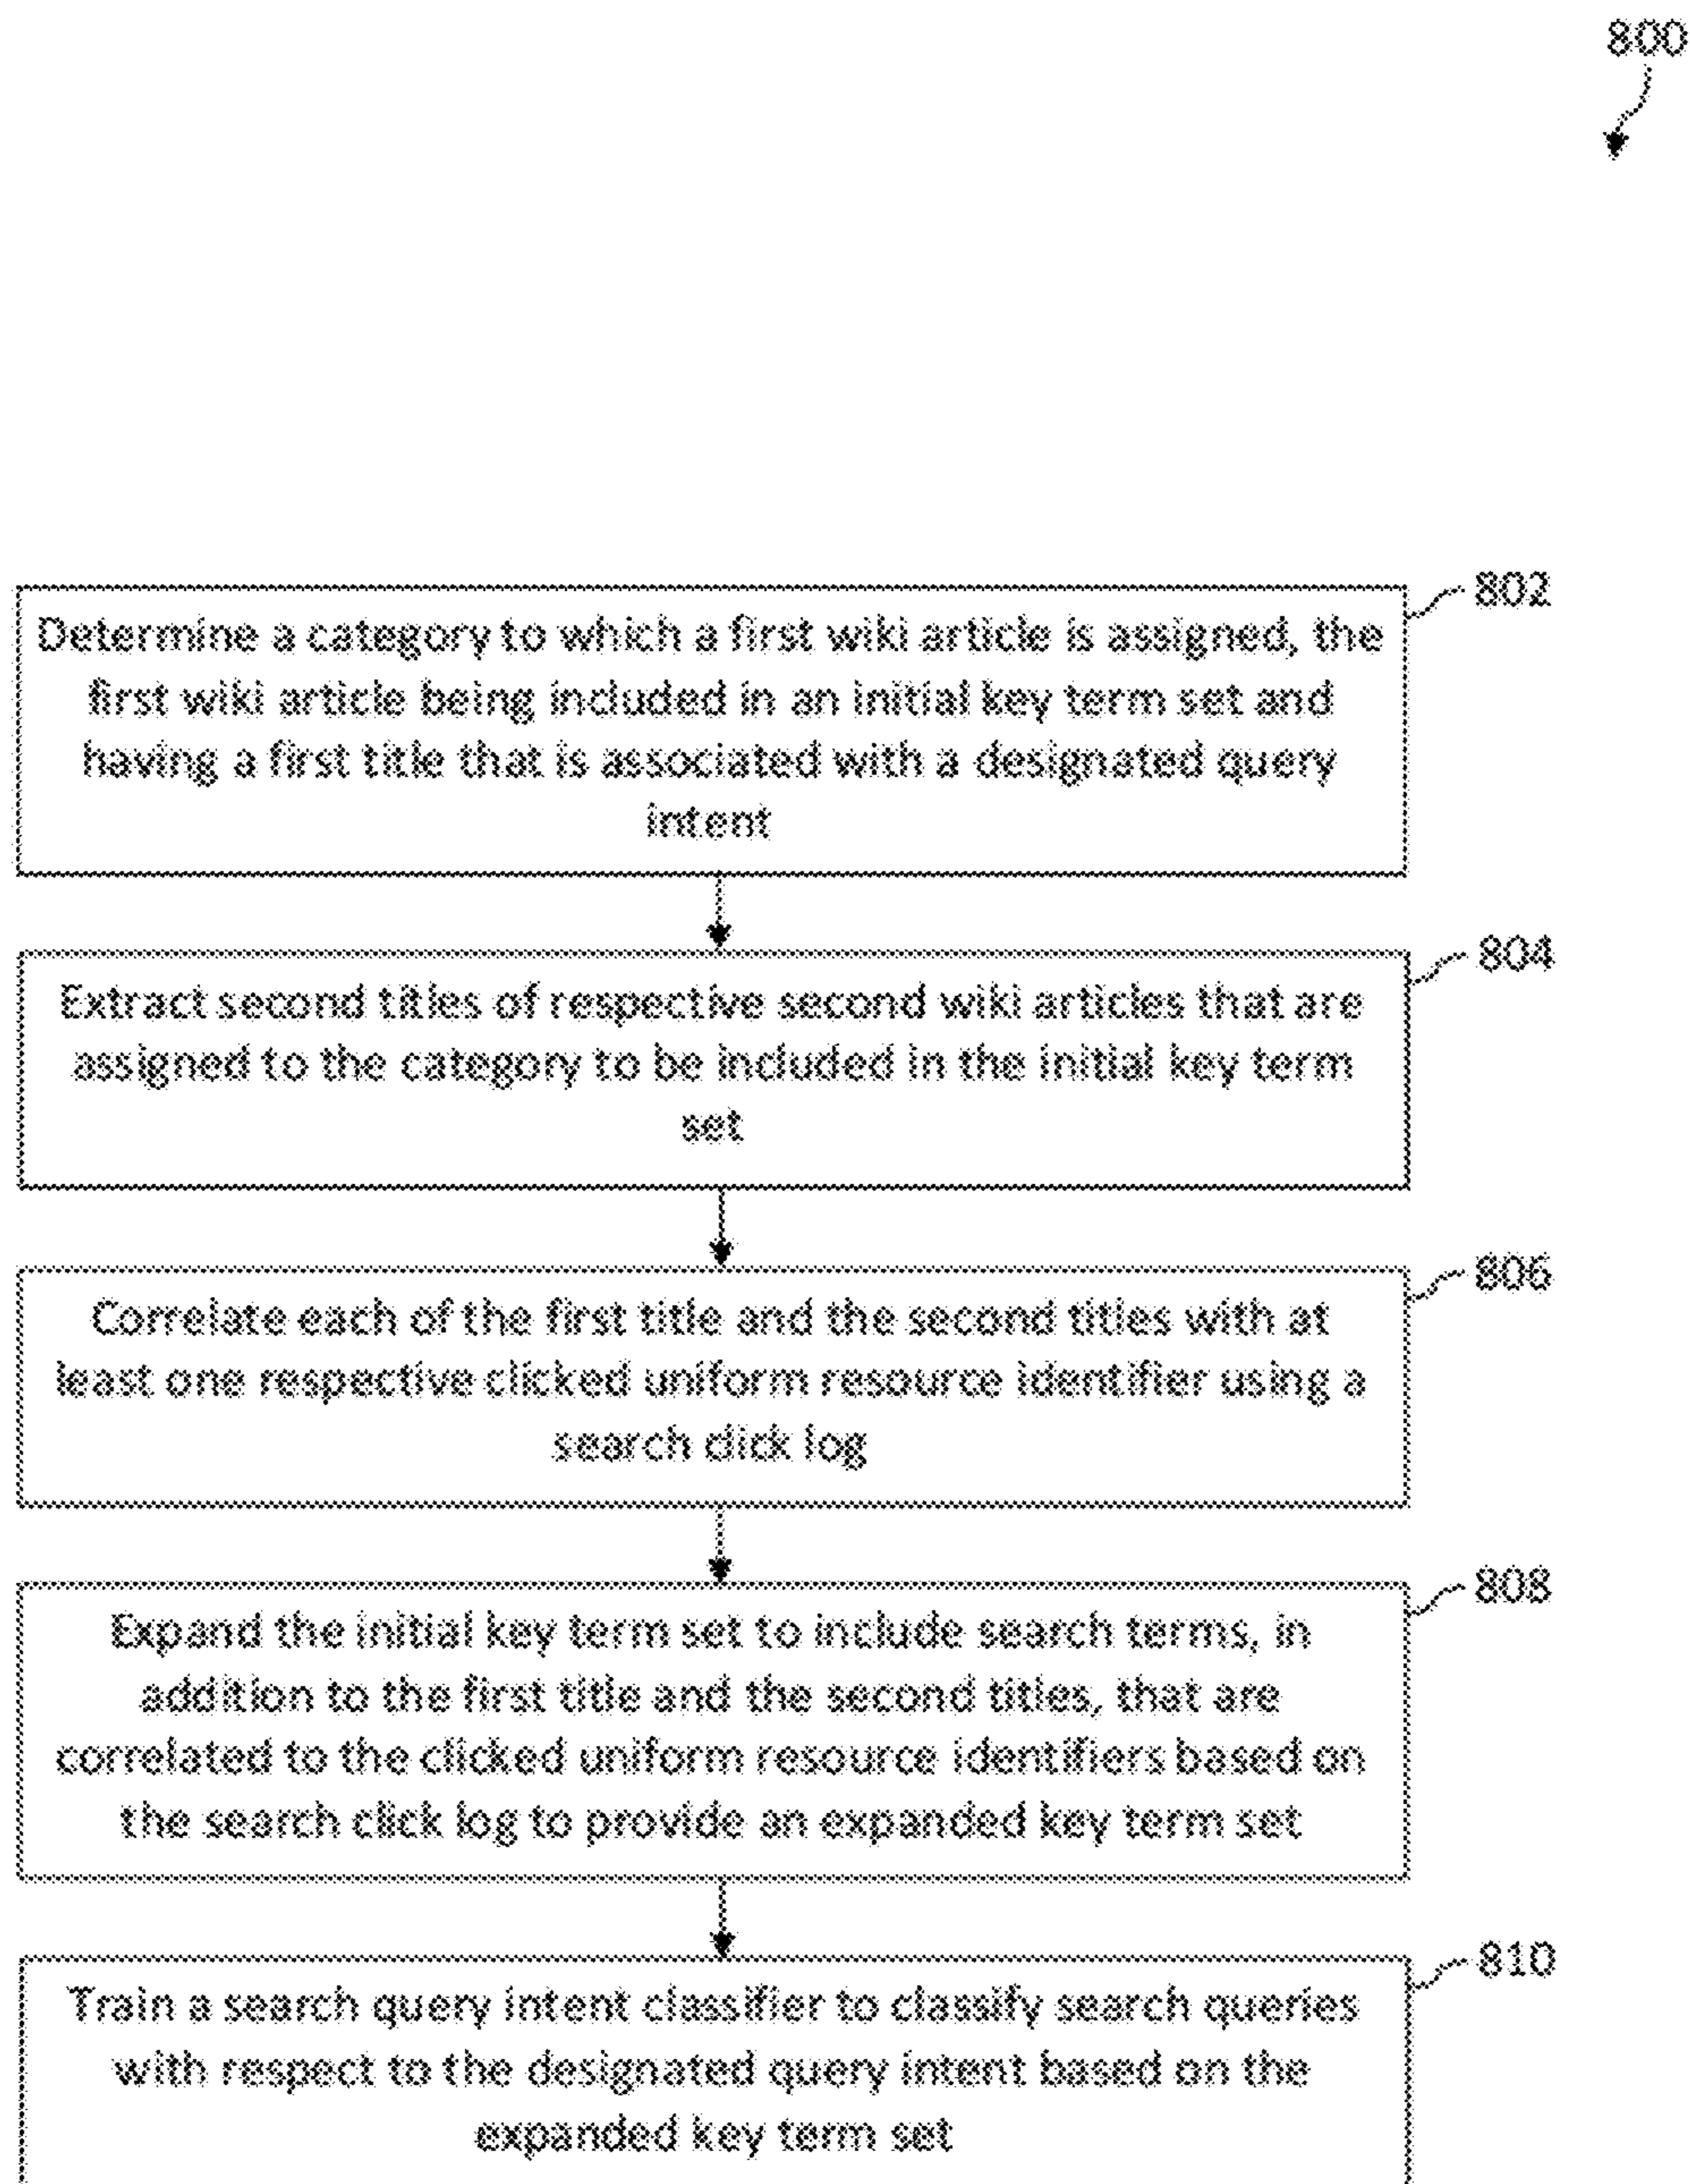 800
802
Determine a category to which a first wiki article is assigned, the
first wiki article being included in an initial key term set and
having a first title that is associated with a designated query
intent
804
Extract second titles of respective second wiki articles that are
assigned to the category to be included in the initial key term
set
806
Correlate each of the first title and the second titles with at
least one respective clicked uniform resource identifier using a
search click log
808
Expand the initial key term set to include search terms, in
addition to the first title and the second titles, that are
correlated to the clicked uniform resource identifiers based on
the search click log to provide an expanded key term set
810
Train a search query intent classifier to classify search queries
with respect to the designated query intent based on the
expanded key term set